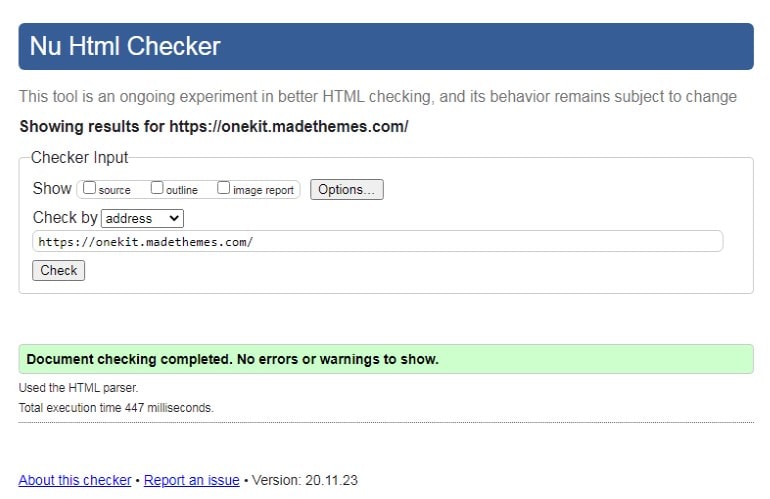 Nu Html Checker
This tool is an ongoing experiment in better HTML checking, and its behavior remains subject to change
Showing results for https://onekit.madethemes.com/
Checker Input
Show source outline image report Options...
Check by address
https://onekit.madethemes.com/
Check
Document checking completed. No errors or warnings to show.
Used the HTML parser.
Total execution time 447 milliseconds.
About this checker • Report an issue • Version: 20.11.23